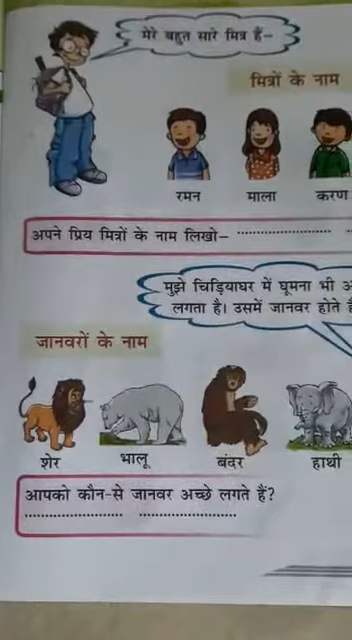 मेरे बहुत सारे मित्र हैं–
मित्रों के नाम
रमन माला करण
अपने प्रिय मित्रों के नाम लिखो– ........................
मुझे चिड़ियाघर में घूमना भी
लगता है। उसमें जानवर होते
जानवरों के नाम
शेर भालू बंदर हाथी
आपको कौन-से जानवर अच्छे लगते हैं?
........................ ........................